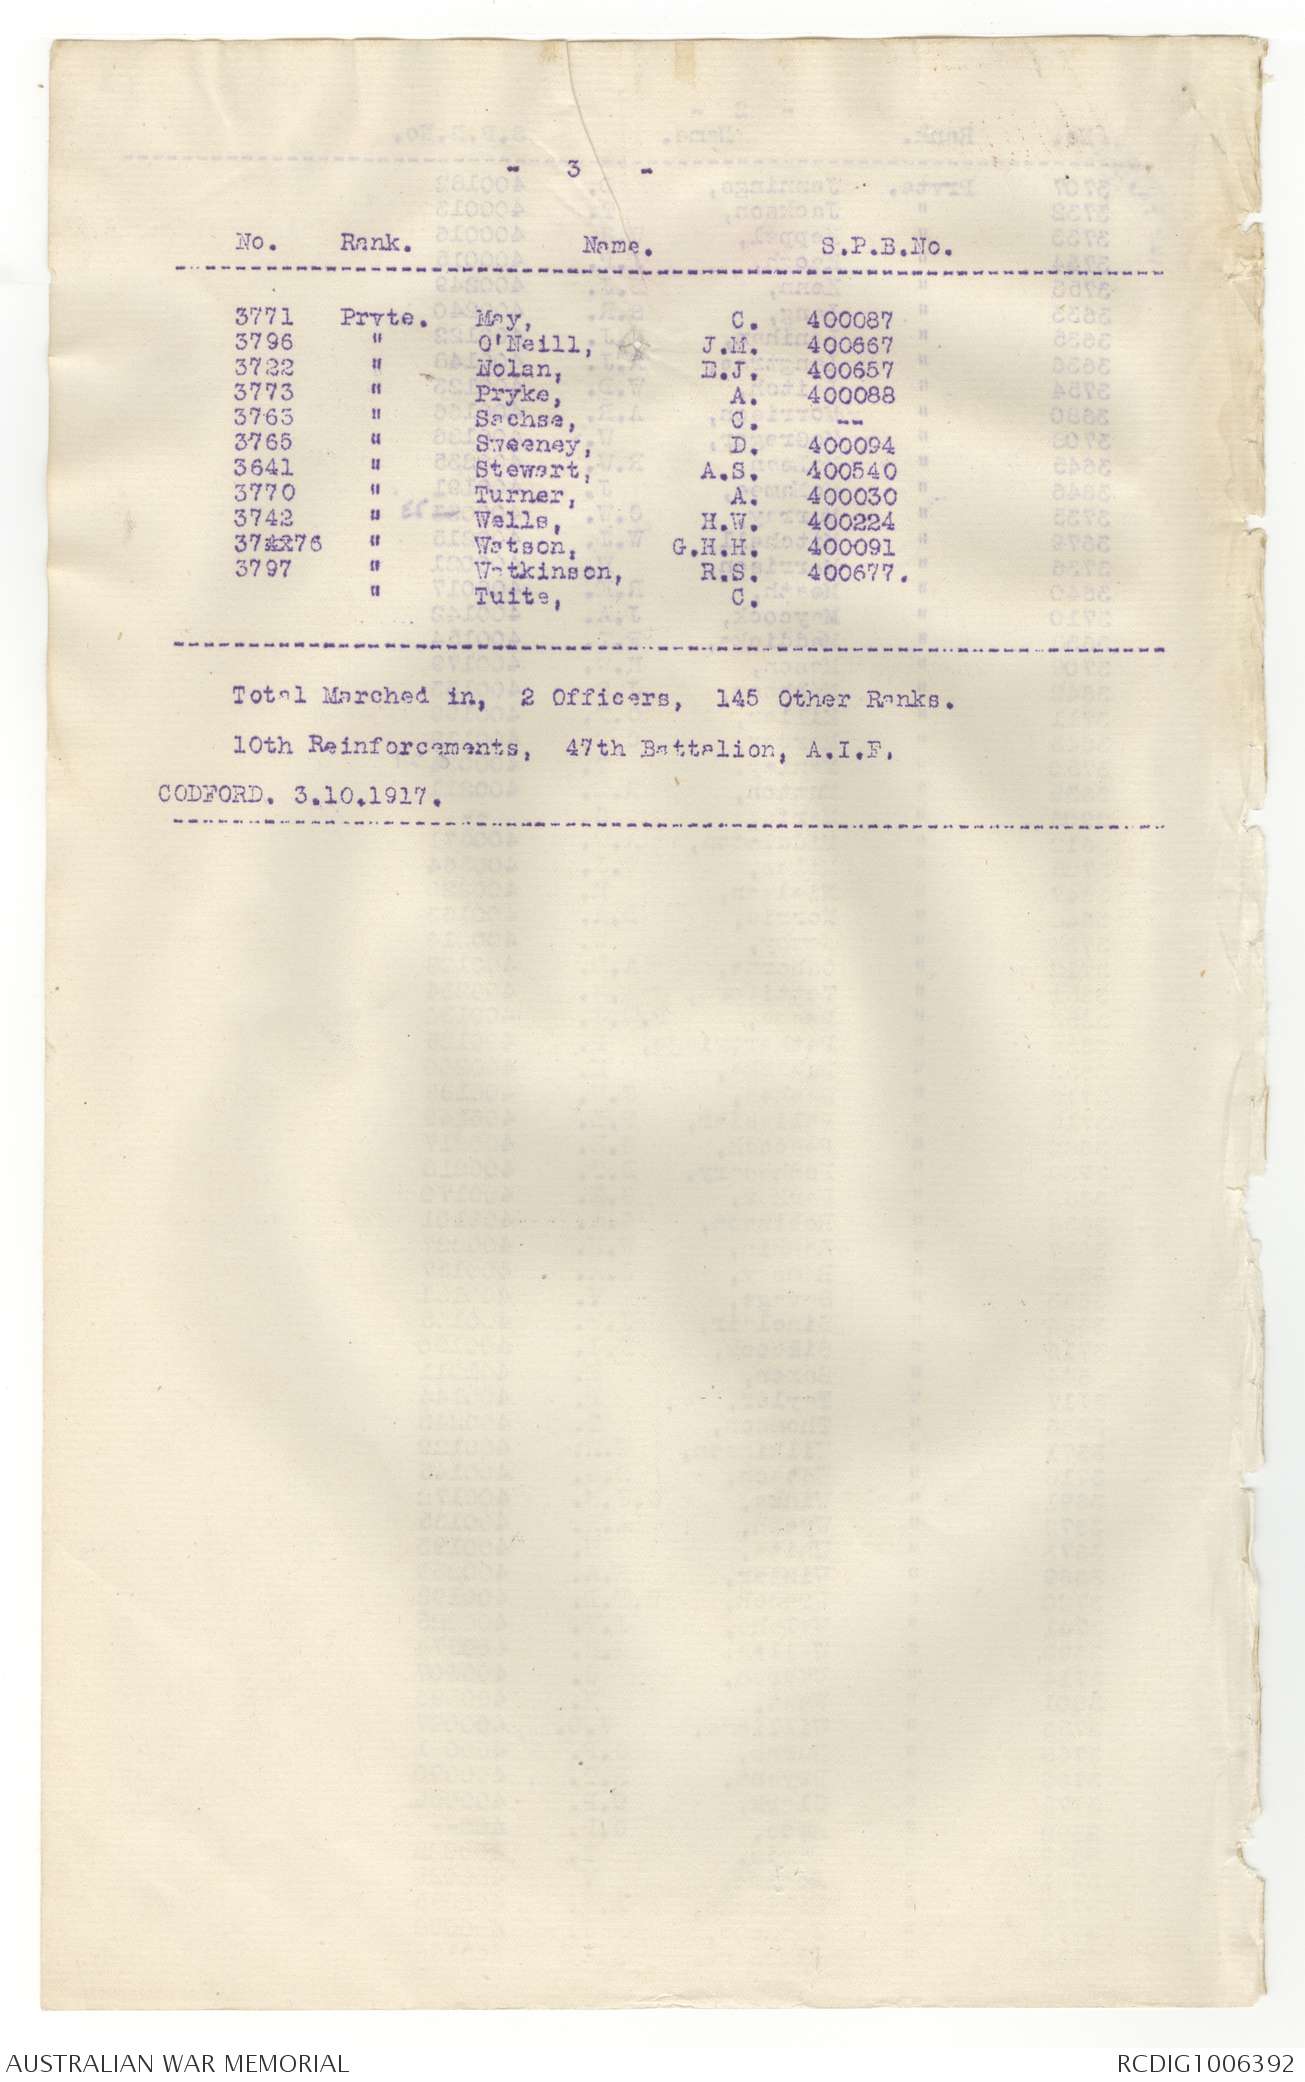 - 3 -
No. Rank. Name. S.P.B.No.
3771 Pryte. May, C. 400087
3796 " O'Neill, J.M. 400667
3722 " Nolan, E.J. 400657
3773 " Pryke, A. 400088
3763 " Sachse, C. --
3765 " Sweeney, D. 400094
3641 " Stewart, A.S. 400540
3770 " Turner, A. 400030
3742 " Wells, H.W. 400224
3776 " Watson, G.H.H. 400091
3797 " Watkinson, R.S. 400677.
" Tuite, C.
Total Marched in, 2 Officers, 145 Other Ranks.
10th Reinforcements, 47th Battalion, A.I.F.
CODFORD. 3.10.1917.
AUSTRALIAN WAR MEMORIAL RCDIG1006392